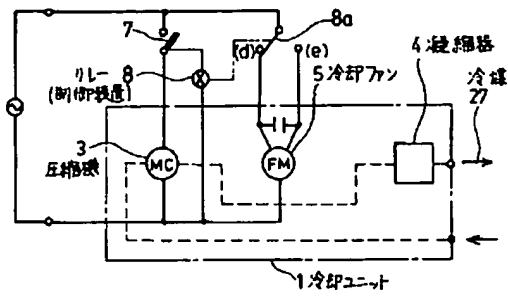 7
8a
リレー 8
(制御装置)
(d)
(e)
5冷却ファン
4凝縮器
冷媒
27
3
圧縮機
MC
FM
1冷却ユニット